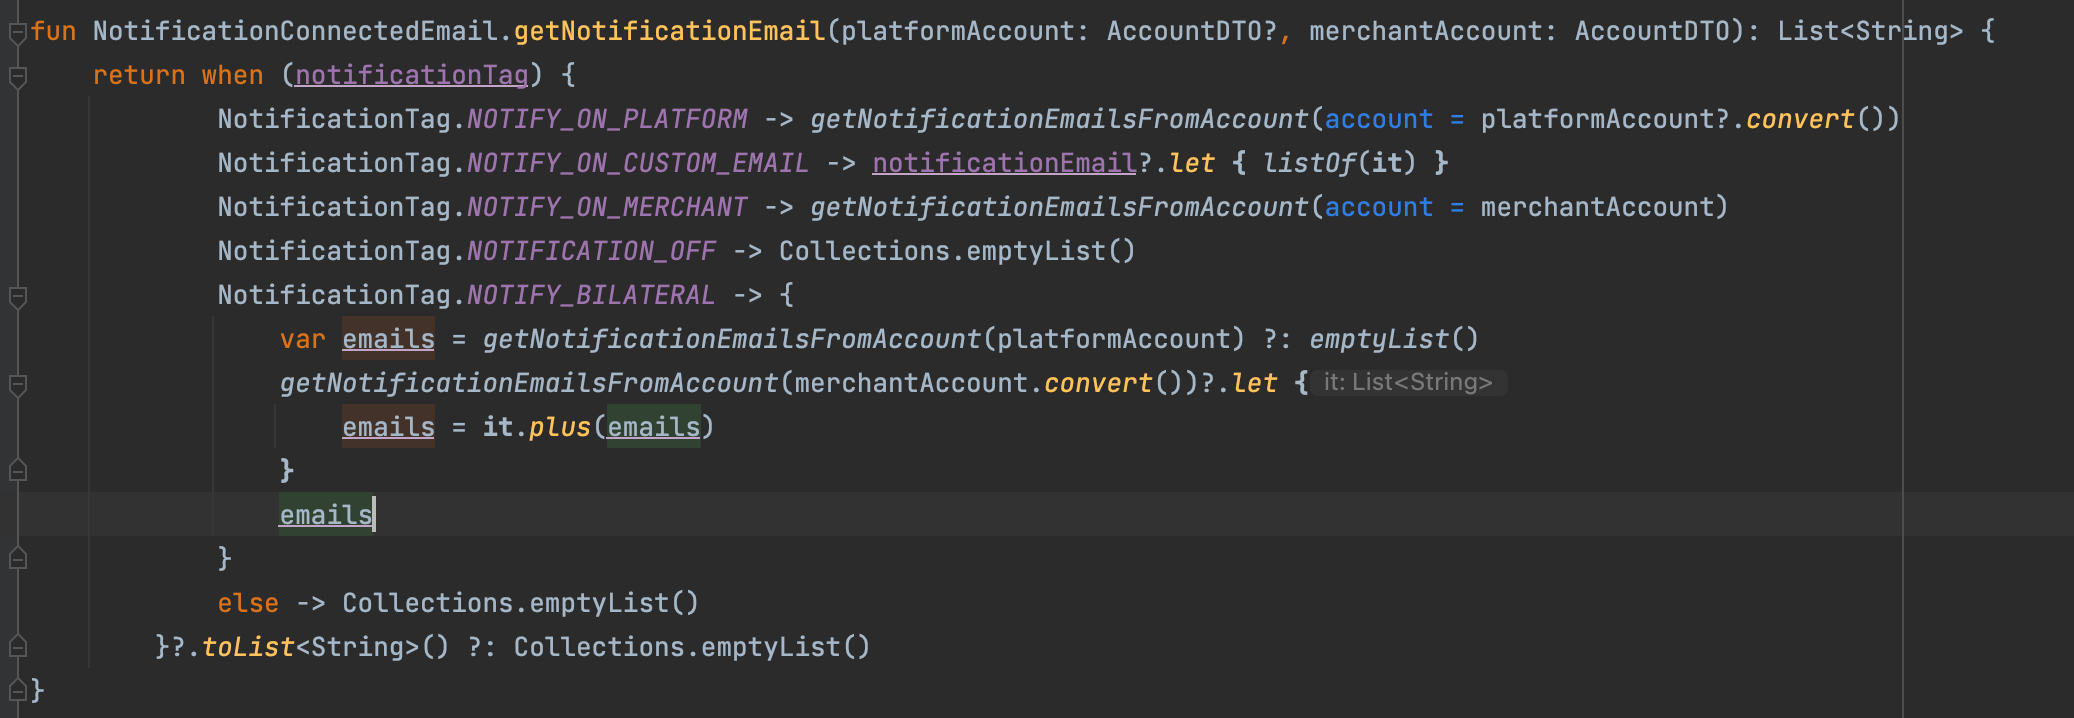 fun NotificationConnectedEmail.getNotificationEmail(platformAccount: AccountDTO?, merchantAccount: AccountDTO): List<String> {
return when (notificationTag) {
NotificationTag.NOTIFY_ON_PLATFORM -> getNotificationEmailsFromAccount(account = platformAccount?.convert())
NotificationTag.NOTIFY_ON_CUSTOM_EMAIL -> notificationEmail?.let { listOf(it) }
NotificationTag.NOTIFY_ON_MERCHANT -> getNotificationEmailsFromAccount(account = merchantAccount)
NotificationTag.NOTIFICATION_OFF -> Collections.emptyList()
NotificationTag.NOTIFY_BILATERAL -> {
var emails = getNotificationEmailsFromAccount(platformAccount) ?: emptyList()
getNotificationEmailsFromAccount(merchantAccount.convert())?.let { it: List<String>
emails = it.plus(emails)
}
emails
}
else -> Collections.emptyList()
}?.toList<String>() ?: Collections.emptyList()
}